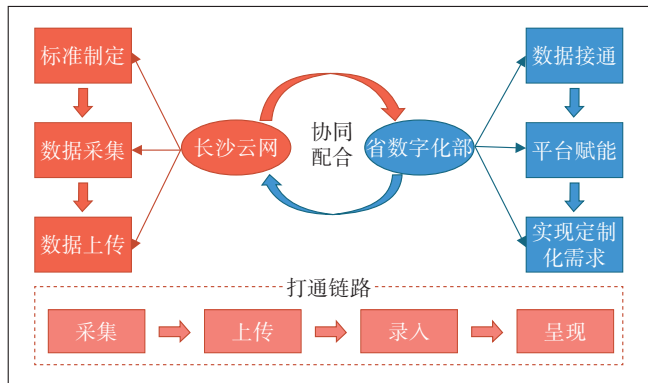 标准制定
数据采集
数据上传
长沙云网
协同
配合
省数字化部
数据接通
平台赋能
实现定制
化需求
打通链路
采集
上传
录入
呈现